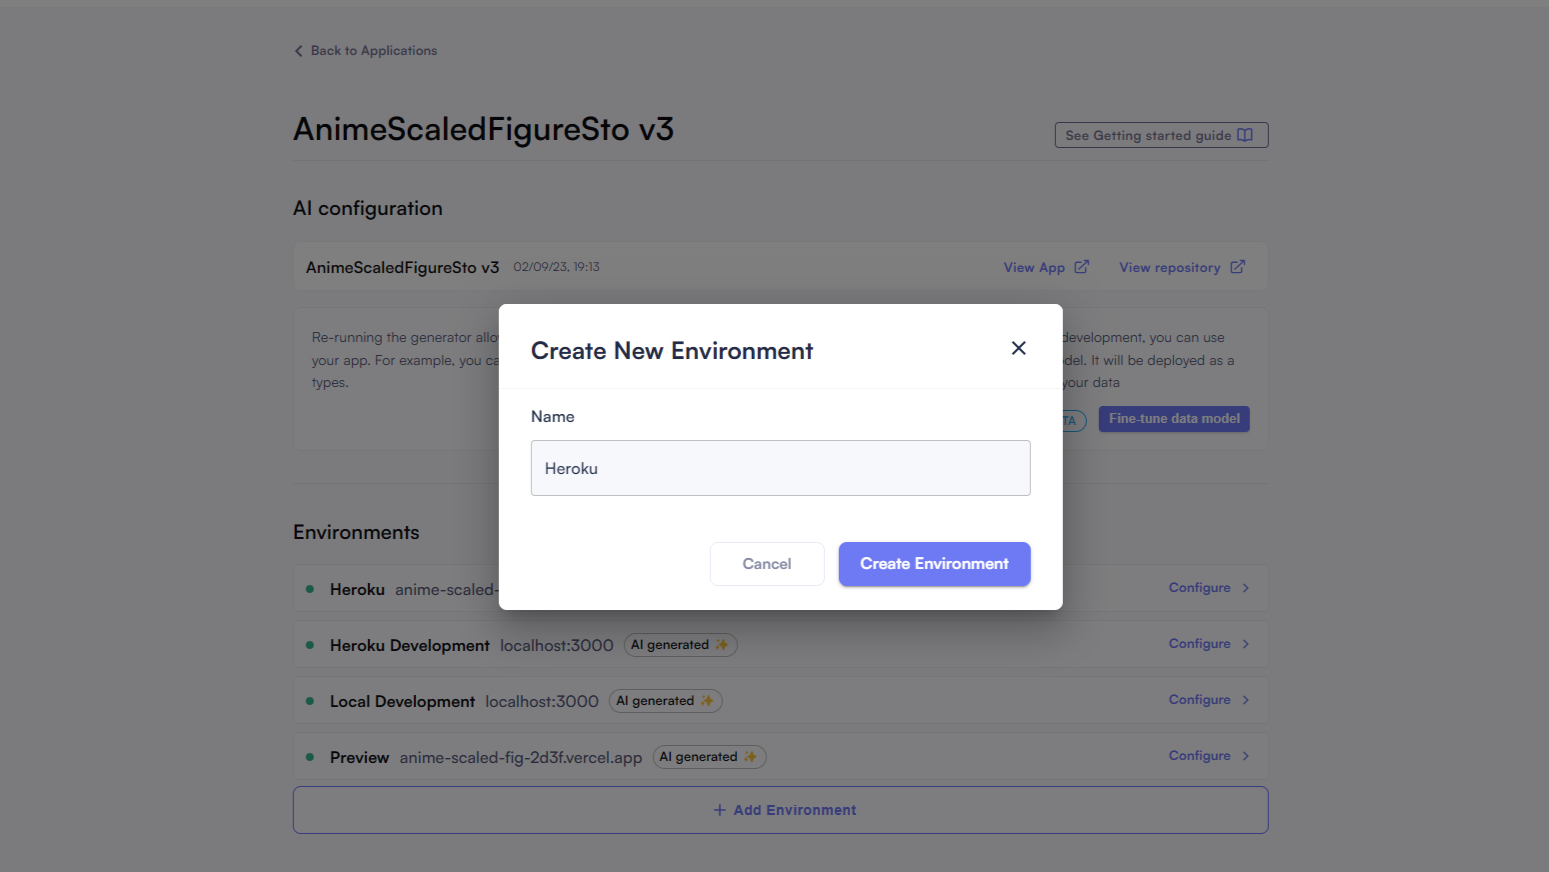 Back to Applications
AnimeScaledFigureSto v3
See Getting started guide
AI configuration
AnimeScaledFigureSto v3 02/09/23, 19:13 View App View repository
Re-running the generator allo
your app. For example, you ca
types.
development, you can use
del. It will be deployed as a
your data
TA Fine-tune data model
Create New Environment
Name
Heroku
Cancel Create Environment
Environments
Heroku anime-scaled- Configure
Heroku Development localhost:3000 AI generated ✨ Configure
Local Development localhost:3000 AI generated ✨ Configure
Preview anime-scaled-fig-2d3f.vercel.app AI generated ✨ Configure
+ Add Environment